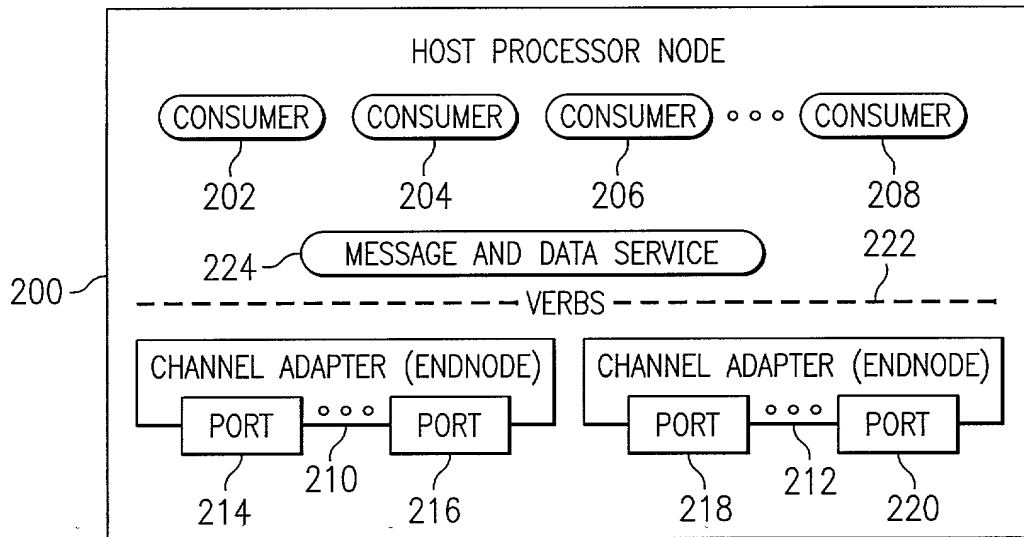 HOST PROCESSOR NODE
CONSUMER CONSUMER CONSUMER CONSUMER
202 204 206 208
MESSAGE AND DATA SERVICE
224
222
200
VERBS
CHANNEL ADAPTER (ENDNODE) CHANNEL ADAPTER (ENDNODE)
PORT PORT PORT PORT
210 212
214 216 218 220